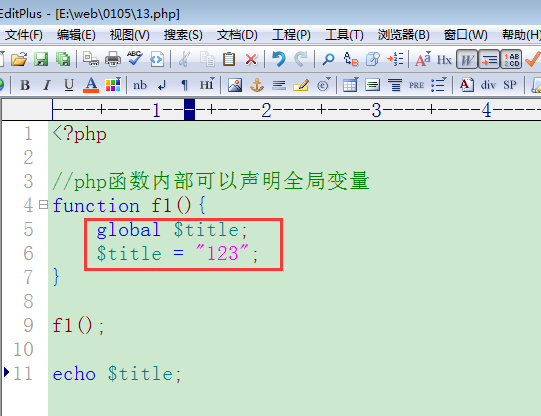 EditPlus - [E:\web\0105\13.php]
文件(F) 编辑(E) 视图(V) 搜索(S) 文档(D) 工程(P) 工具(T) 浏览器(B) 窗口(W) 帮助(H)
Hx W 1AB 2CD
B I U A nb ¶ HI A div SP
|----+----1----+----2----+----3----+----4----
1 <?php
2
3 //php函数内部可以声明全局变量
4 function f1(){
5 global $title;
6 $title = "123";
7 }
8
9 f1();
10
11 echo $title;